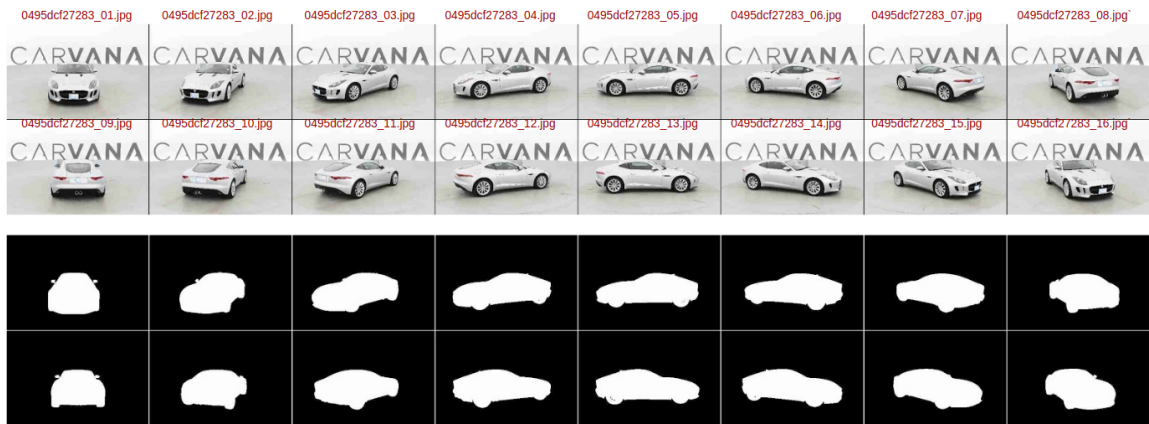 0495dcf27283_01.jpg 0495dcf27283_02.jpg 0495dcf27283_03.jpg 0495dcf27283_04.jpg 0495dcf27283_05.jpg 0495dcf27283_06.jpg 0495dcf27283_07.jpg 0495dcf27283_08.jpg`
CARVANA CARVANA CARVANA CARVANA CARVANA CARVANA CARVANA CARVANA
0495dcf27283_09.jpg 0495dcf27283_10.jpg 0495dcf27283_11.jpg 0495dcf27283_12.jpg 0495dcf27283_13.jpg 0495dcf27283_14.jpg 0495dcf27283_15.jpg 0495dcf27283_16.jpg`
CARVANA CARVANA CARVANA CARVANA CARVANA CARVANA CARVANA CARVANA